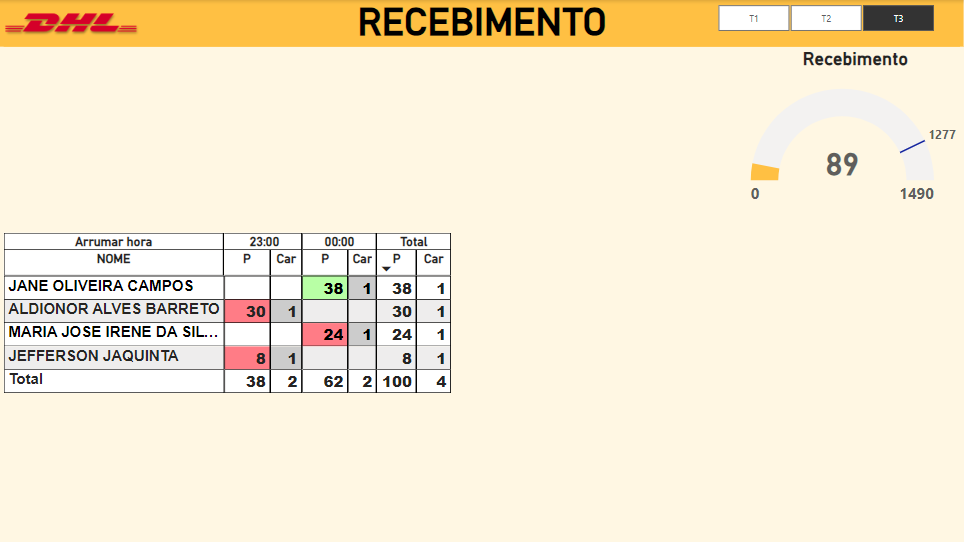 DHL RECEBIMENTO T1 T2 T3
Recebimento
1277
89
0 1490
Arrumar hora 23:00 00:00 Total
NOME P Car P Car P Car
JANE OLIVEIRA CAMPOS 38 1 38 1
ALDIONOR ALVES BARRETO 30 1 30 1
MARIA JOSE IRENE DA SIL... 24 1 24 1
JEFFERSON JAQUINTA 8 1 8 1
Total 38 2 62 2 100 4